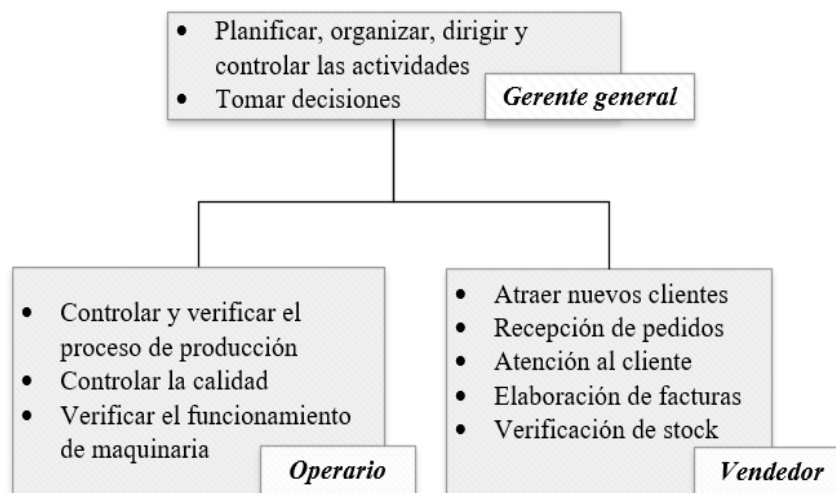 • Planificar, organizar, dirigir y
controlar las actividades
• Tomar decisiones
Gerente general
• Controlar y verificar el
proceso de producción
• Controlar la calidad
• Verificar el funcionamiento
de maquinaria
Operario
• Atraer nuevos clientes
• Recepción de pedidos
• Atención al cliente
• Elaboración de facturas
• Verificación de stock
Vendedor